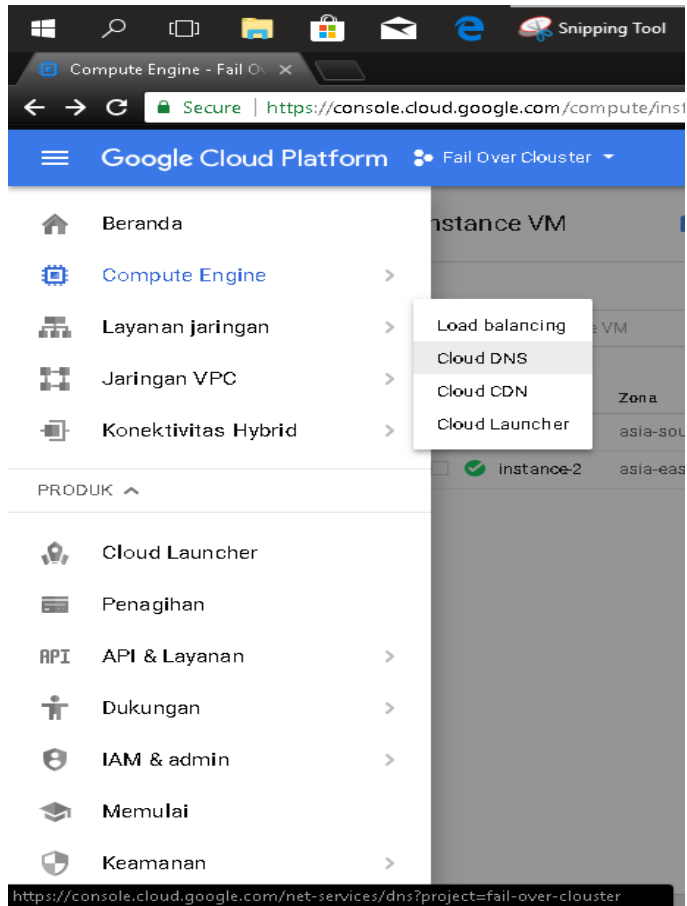 Snipping Tool
Compute Engine - Fail O
Secure | https://console.cloud.google.com/compute/inst
Google Cloud Platform Fail Over Clouster
Beranda
Compute Engine
Layanan jaringan
Jaringan VPC
Konektivitas Hybrid
PRODUK
Cloud Launcher
Penagihan
API API & Layanan
Dukungan
IAM & admin
Memulai
Keamanan
nstance VM
Load balancing
Cloud DNS
Cloud CDN
Cloud Launcher
VM
Zona
asia-sou
instance-2 asia-eas
https://console.cloud.google.com/net-services/dns?project=fail-over-clouster